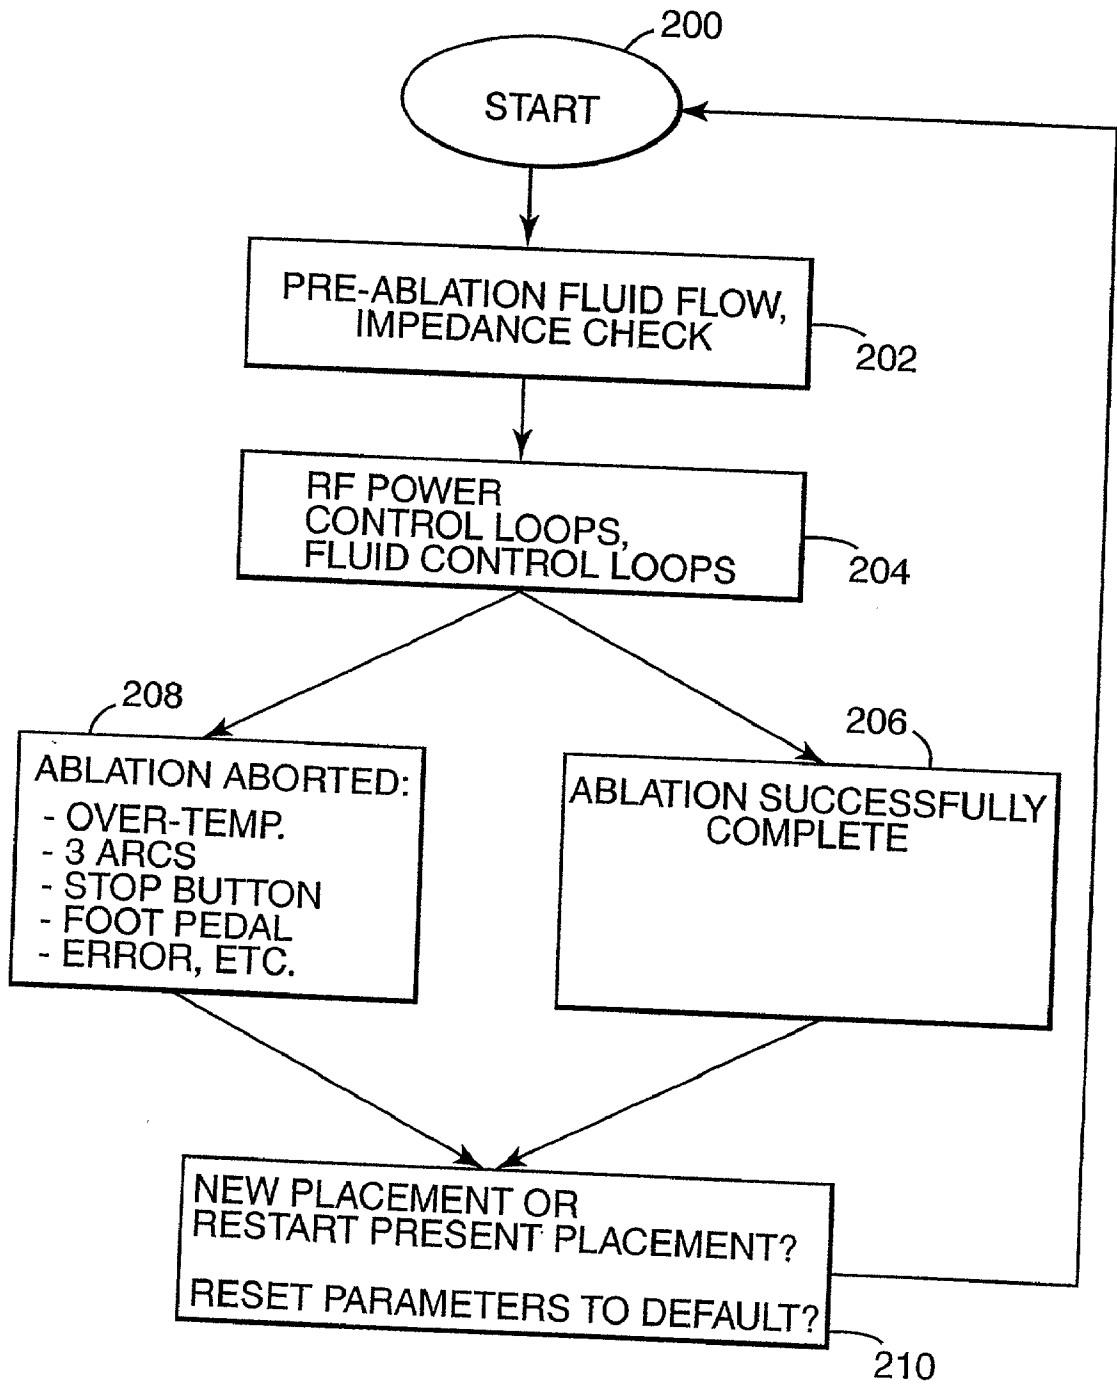 200
START
PRE-ABLATION FLUID FLOW,
IMPEDANCE CHECK
202
RF POWER
CONTROL LOOPS,
FLUID CONTROL LOOPS
204
208
ABLATION ABORTED:
- OVER-TEMP.
- 3 ARCS
- STOP BUTTON
- FOOT PEDAL
- ERROR, ETC.
206
ABLATION SUCCESSFULLY
COMPLETE
NEW PLACEMENT OR
RESTART PRESENT PLACEMENT?
RESET PARAMETERS TO DEFAULT?
210